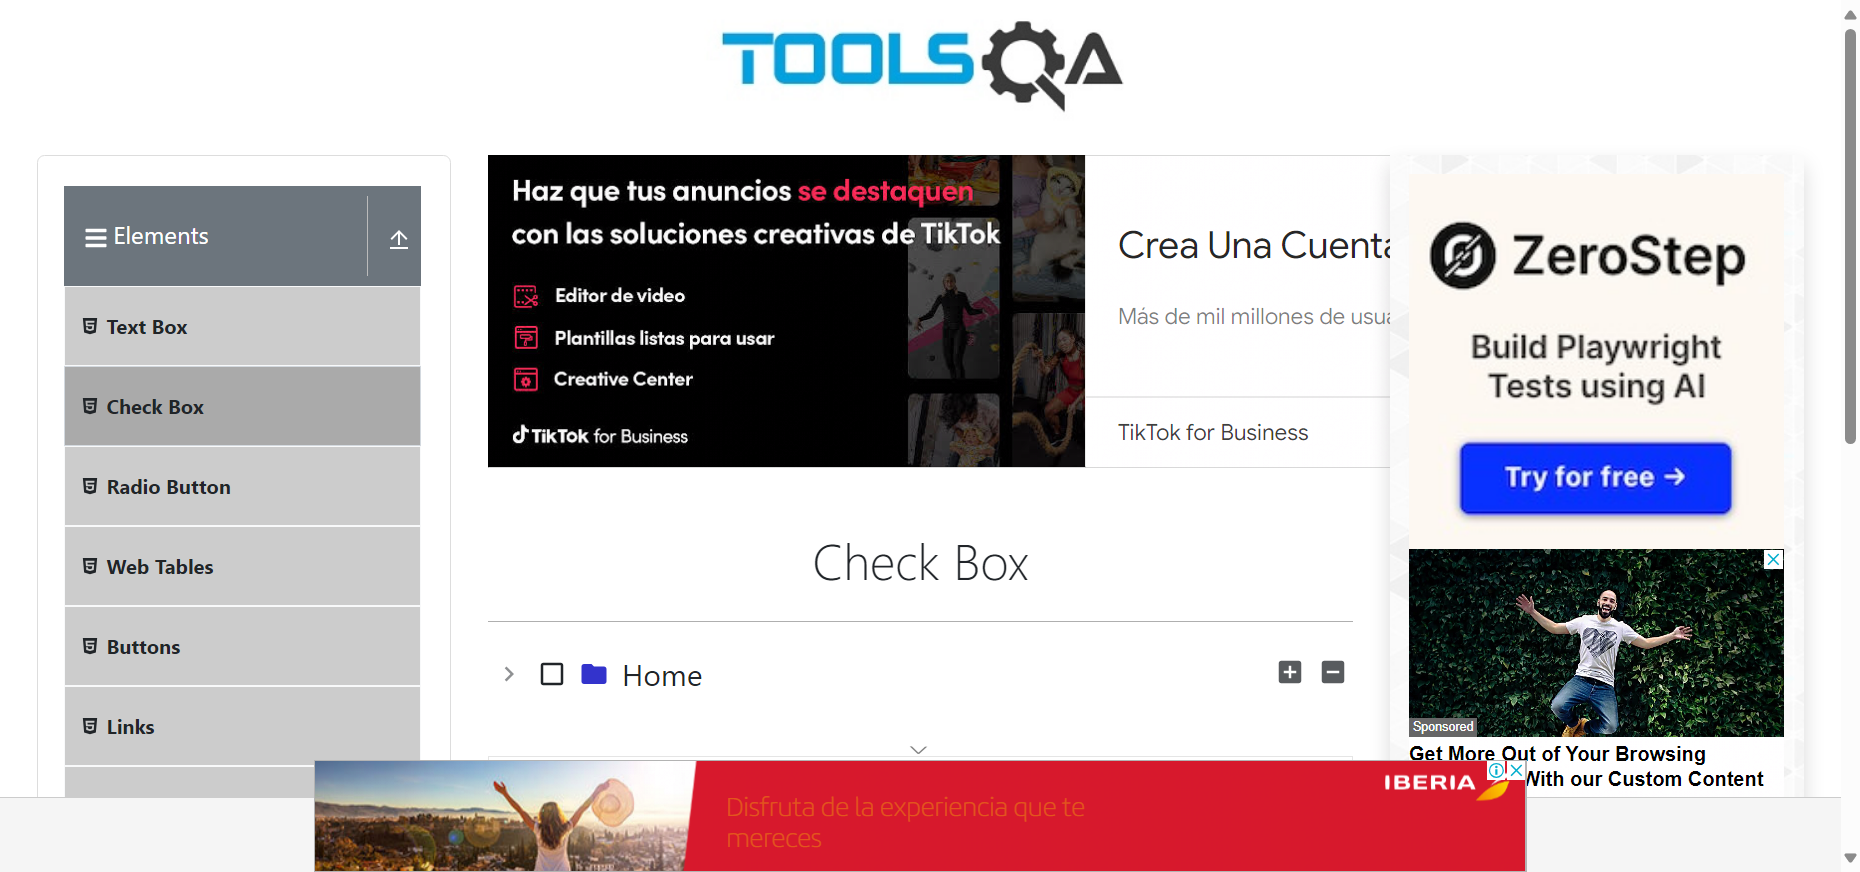 TOOLSQA
Elements
Text Box
Check Box
Radio Button
Web Tables
Buttons
Links
Haz que tus anuncios se destaquen
con las soluciones creativas de TikTok
Editor de video
Plantillas listas para usar
Creative Center
TikTok for Business
Crea Una Cuenta
Más de mil millones de usua
TikTok for Business
ZeroStep
Build Playwright
Tests using AI
Try for free →
Check Box
Home
Sponsored
Get More Out of Your Browsing
With our Custom Content
Disfruta de la experiencia que te
mereces
IBERIA